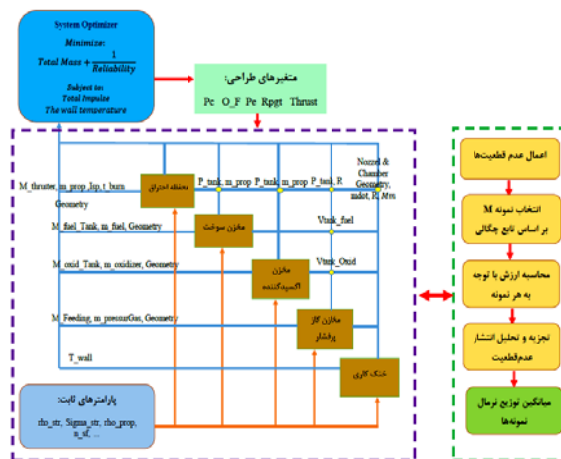 System Optimizer
Minimize:
Total Mass + 1/Reliability
Subject to:
Total Impulse
The wall temperature
متغیرهای طراحی:
Pc O_F Pe Rpgt Thrust
M_thruster, m_prop, Isp, t_burn
Geometry
محفظه احتراق
P_tank, m_prop
P_tank, m_prop
P_tank, R
Nozzel &
Chamber
Geometry,
mdot, R, Mm
M_fuel_Tank, m_fuel, Geometry
مخزن سوخت
Vtank_fuel
M_oxid_Tank, m_oxidizer, Geometry
مخزن
اکسیدکننده
Vtank_Oxid
M_Feeding, m_pressurGas, Geometry
مخازن گاز
پرفشار
T_wall
خنک کاری
پارامترهای ثابت:
rho_str, Sigma_str, rho_prop,
n_sf, ...
اعمال عدم قطعیت‌ها
انتخاب نمونه M
بر اساس تابع چگالی
محاسبه ارزش با توجه
به هر نمونه
تجزیه و تحلیل انتشار
عدم‌قطعیت
میانگین توزیع نرمال
نمونه‌ها